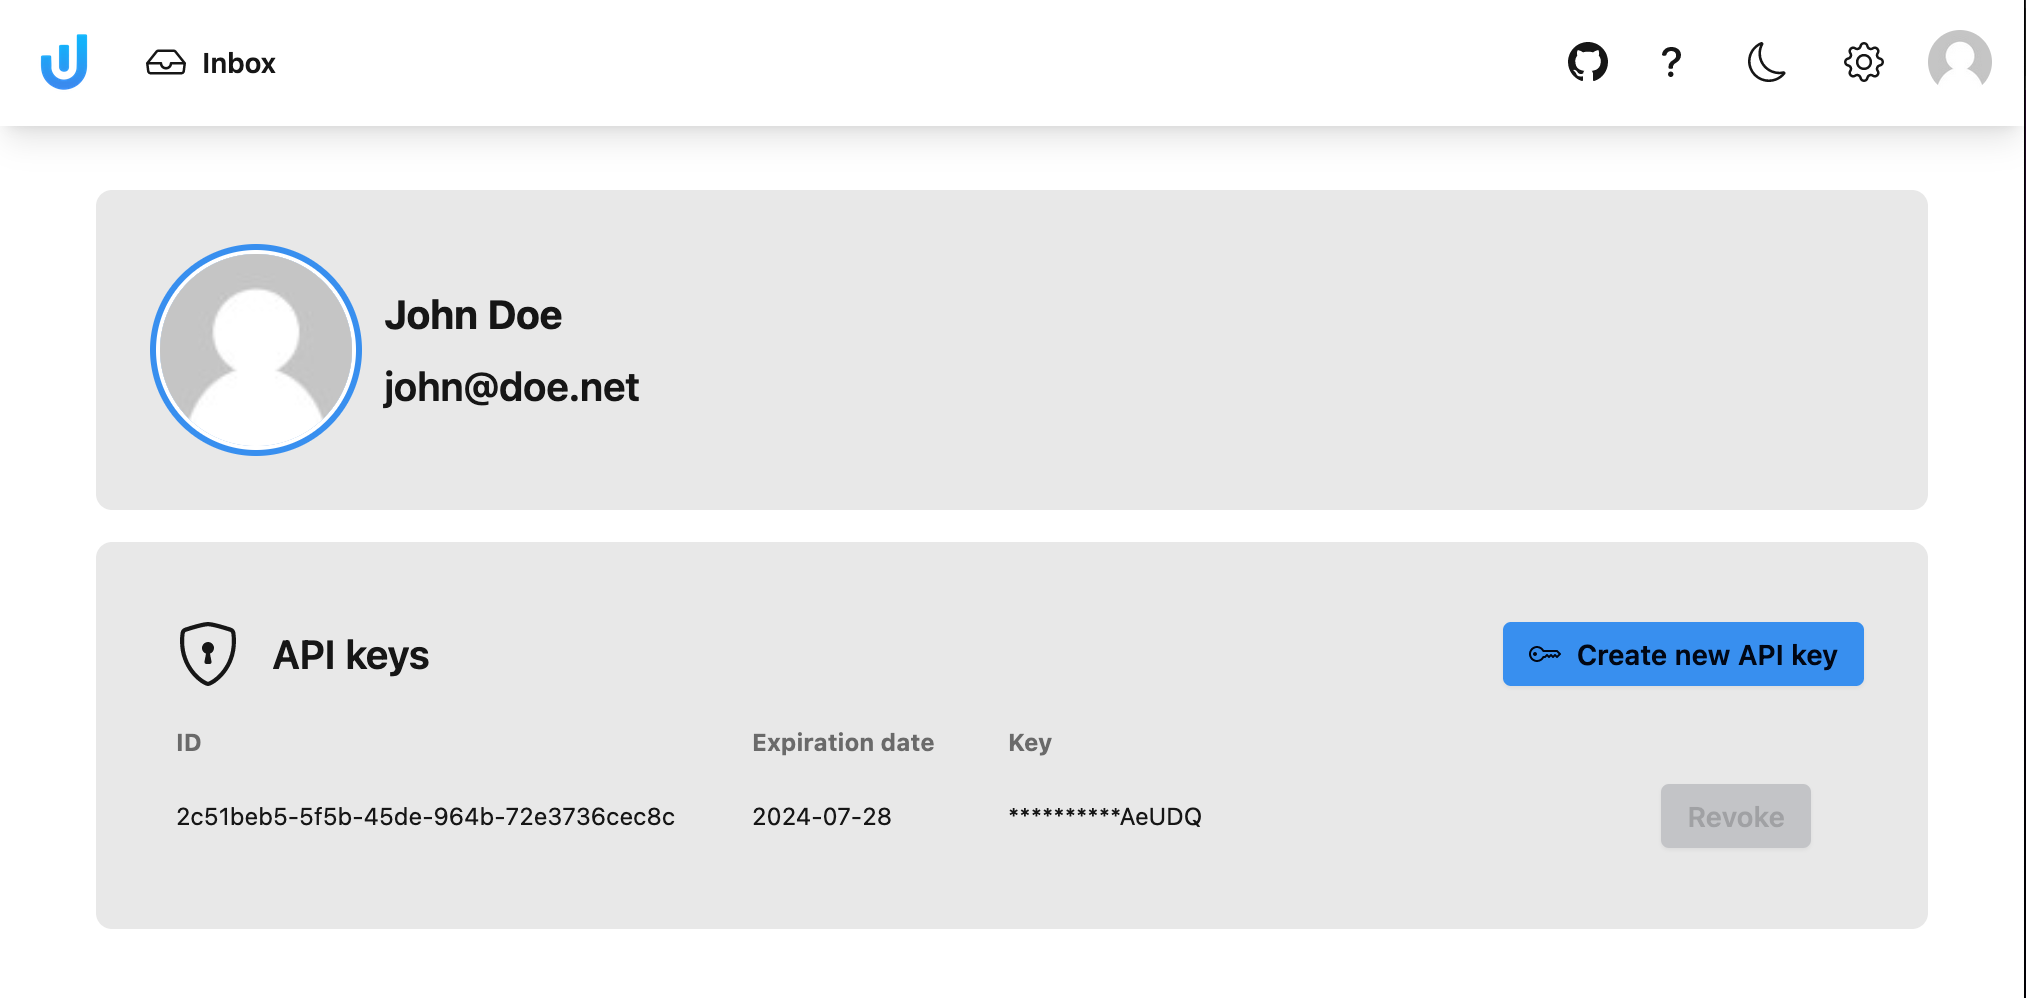 Inbox
?
John Doe
john@doe.net
API keys
Create new API key
ID Expiration date Key
2c51beb5-5f5b-45de-964b-72e3736cec8c 2024-07-28 **********AeUDQ Revoke